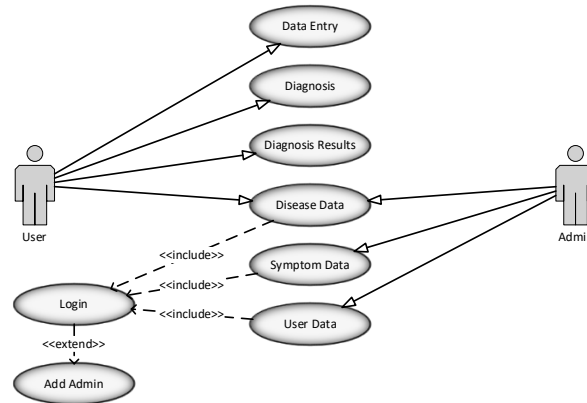 Data Entry
Diagnosis
Diagnosis Results
User
Disease Data
Admin
<<include>>
Symptom Data
<<include>>
Login
<<include>>
User Data
<<extend>>
Add Admin